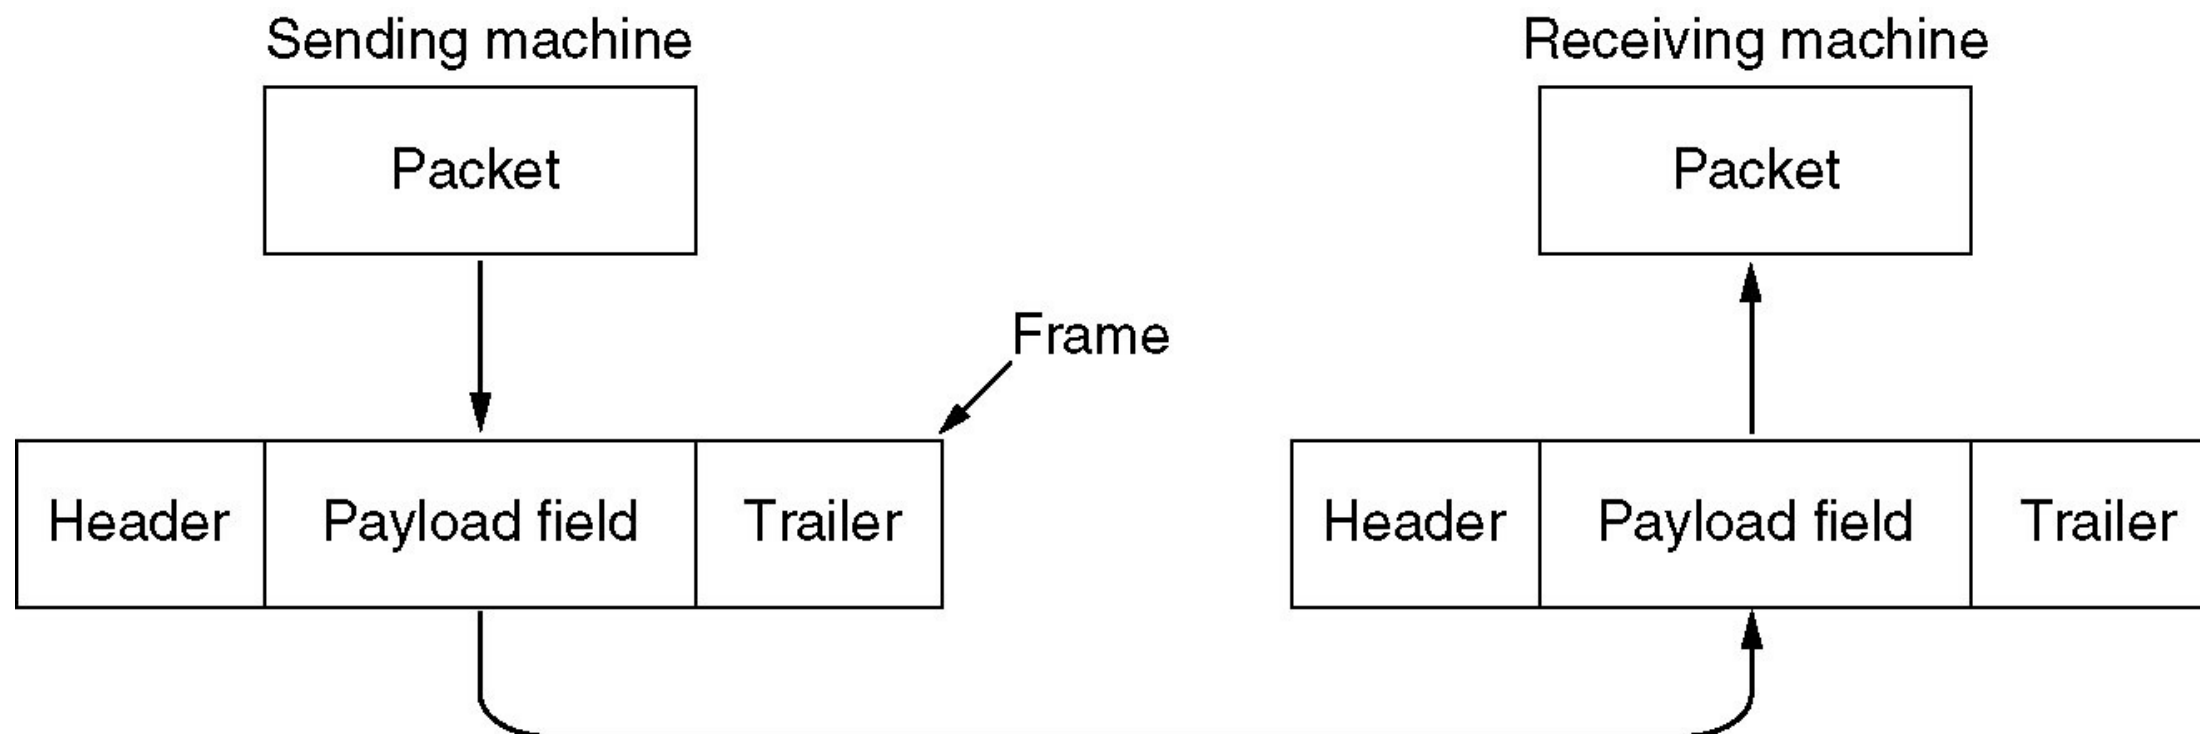 Sending machine
Receiving machine
Packet
Packet
Frame
Header Payload field Trailer
Header Payload field Trailer